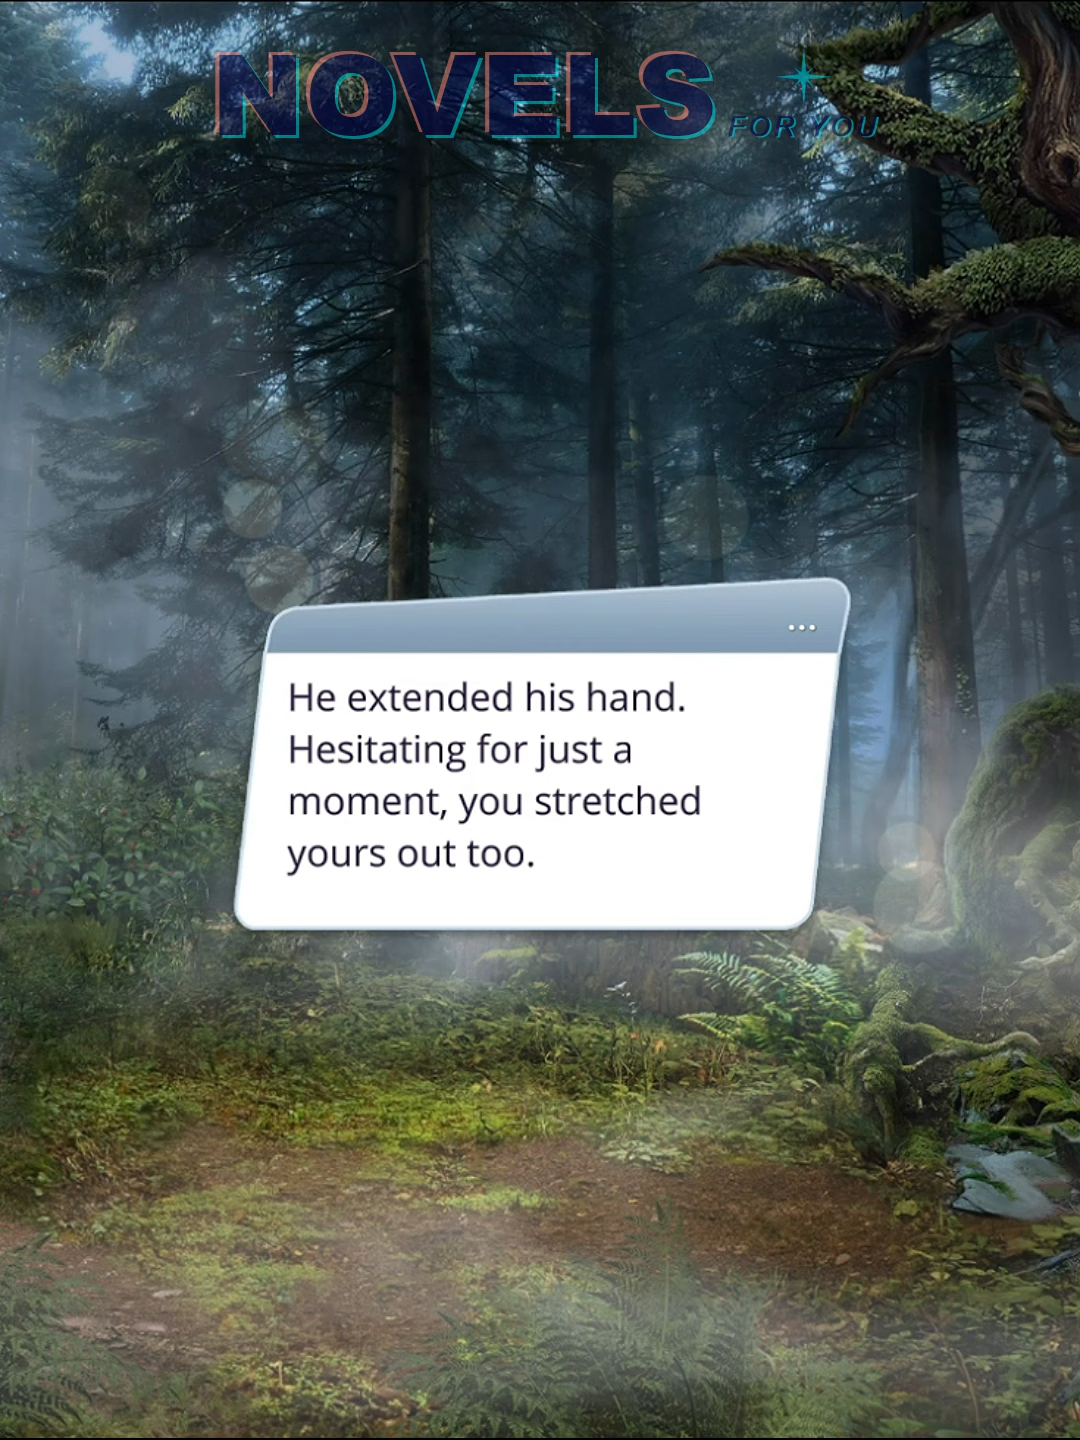 NOVELS
FOR YOU
He extended his hand.
Hesitating for just a
moment, you stretched
yours out too.